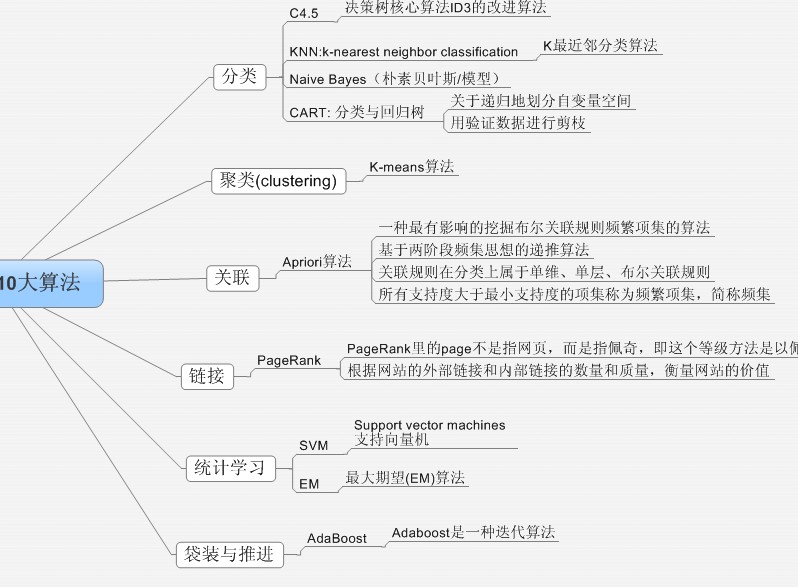 10大算法
分类
C4.5
决策树核心算法ID3的改进算法
KNN:k-nearest neighbor classification
K最近邻分类算法
Naive Bayes（朴素贝叶斯/模型）
CART: 分类与回归树
关于递归地划分自变量空间
用验证数据进行剪枝
聚类(clustering)
K-means算法
关联
Apriori算法
一种最有影响的挖掘布尔关联规则频繁项集的算法
基于两阶段频集思想的递推算法
关联规则在分类上属于单维、单层、布尔关联规则
所有支持度大于最小支持度的项集称为频繁项集，简称频集
链接
PageRank
PageRank里的page不是指网页，而是指佩奇，即这个等级方法是以佩
根据网站的外部链接和内部链接的数量和质量，衡量网站的价值
统计学习
SVM
Support vector machines
支持向量机
EM
最大期望(EM)算法
袋装与推进
AdaBoost
Adaboost是一种迭代算法